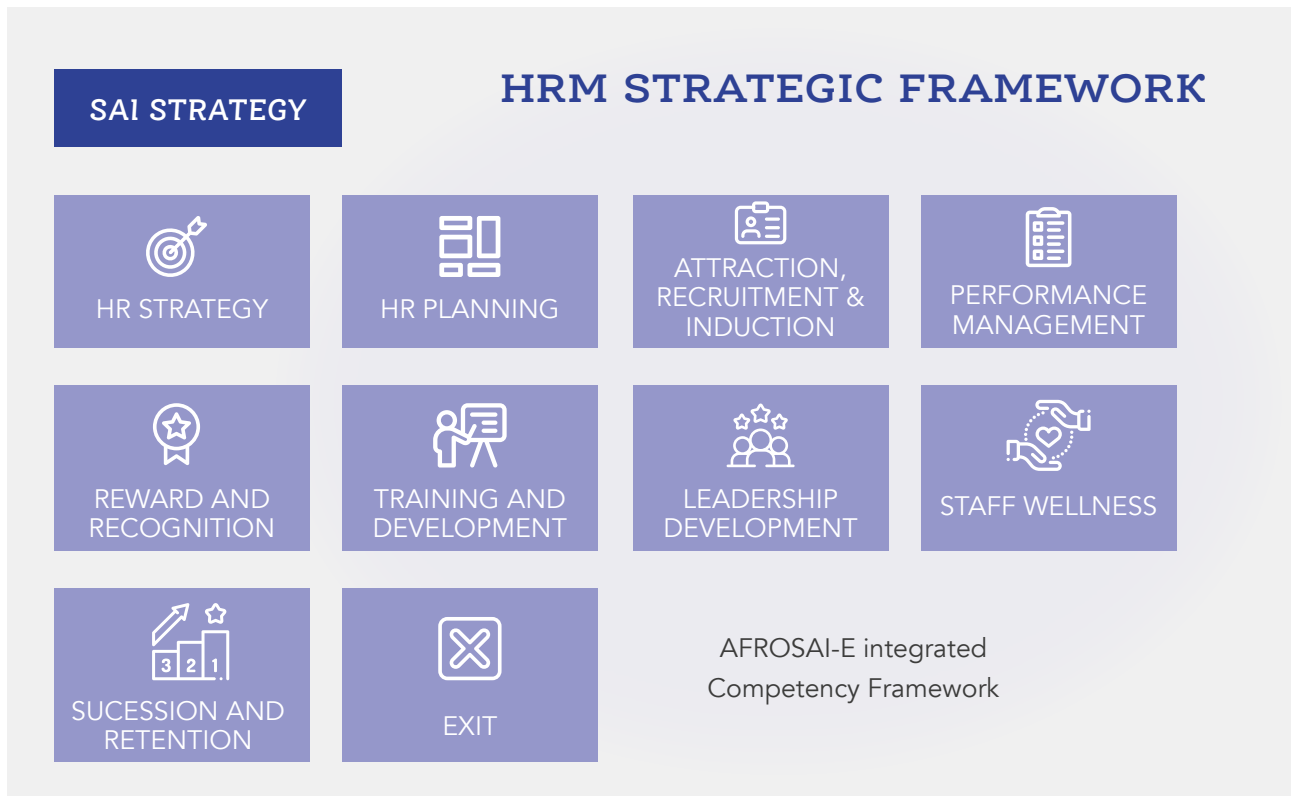 SAI STRATEGY
HRM STRATEGIC FRAMEWORK
HR STRATEGY
HR PLANNING
ATTRACTION,
RECRUITMENT &
INDUCTION
PERFORMANCE
MANAGEMENT
REWARD AND
RECOGNITION
TRAINING AND
DEVELOPMENT
LEADERSHIP
DEVELOPMENT
STAFF WELLNESS
3 2 1
SUCESSION AND
RETENTION
EXIT
AFROSAI-E integrated
Competency Framework